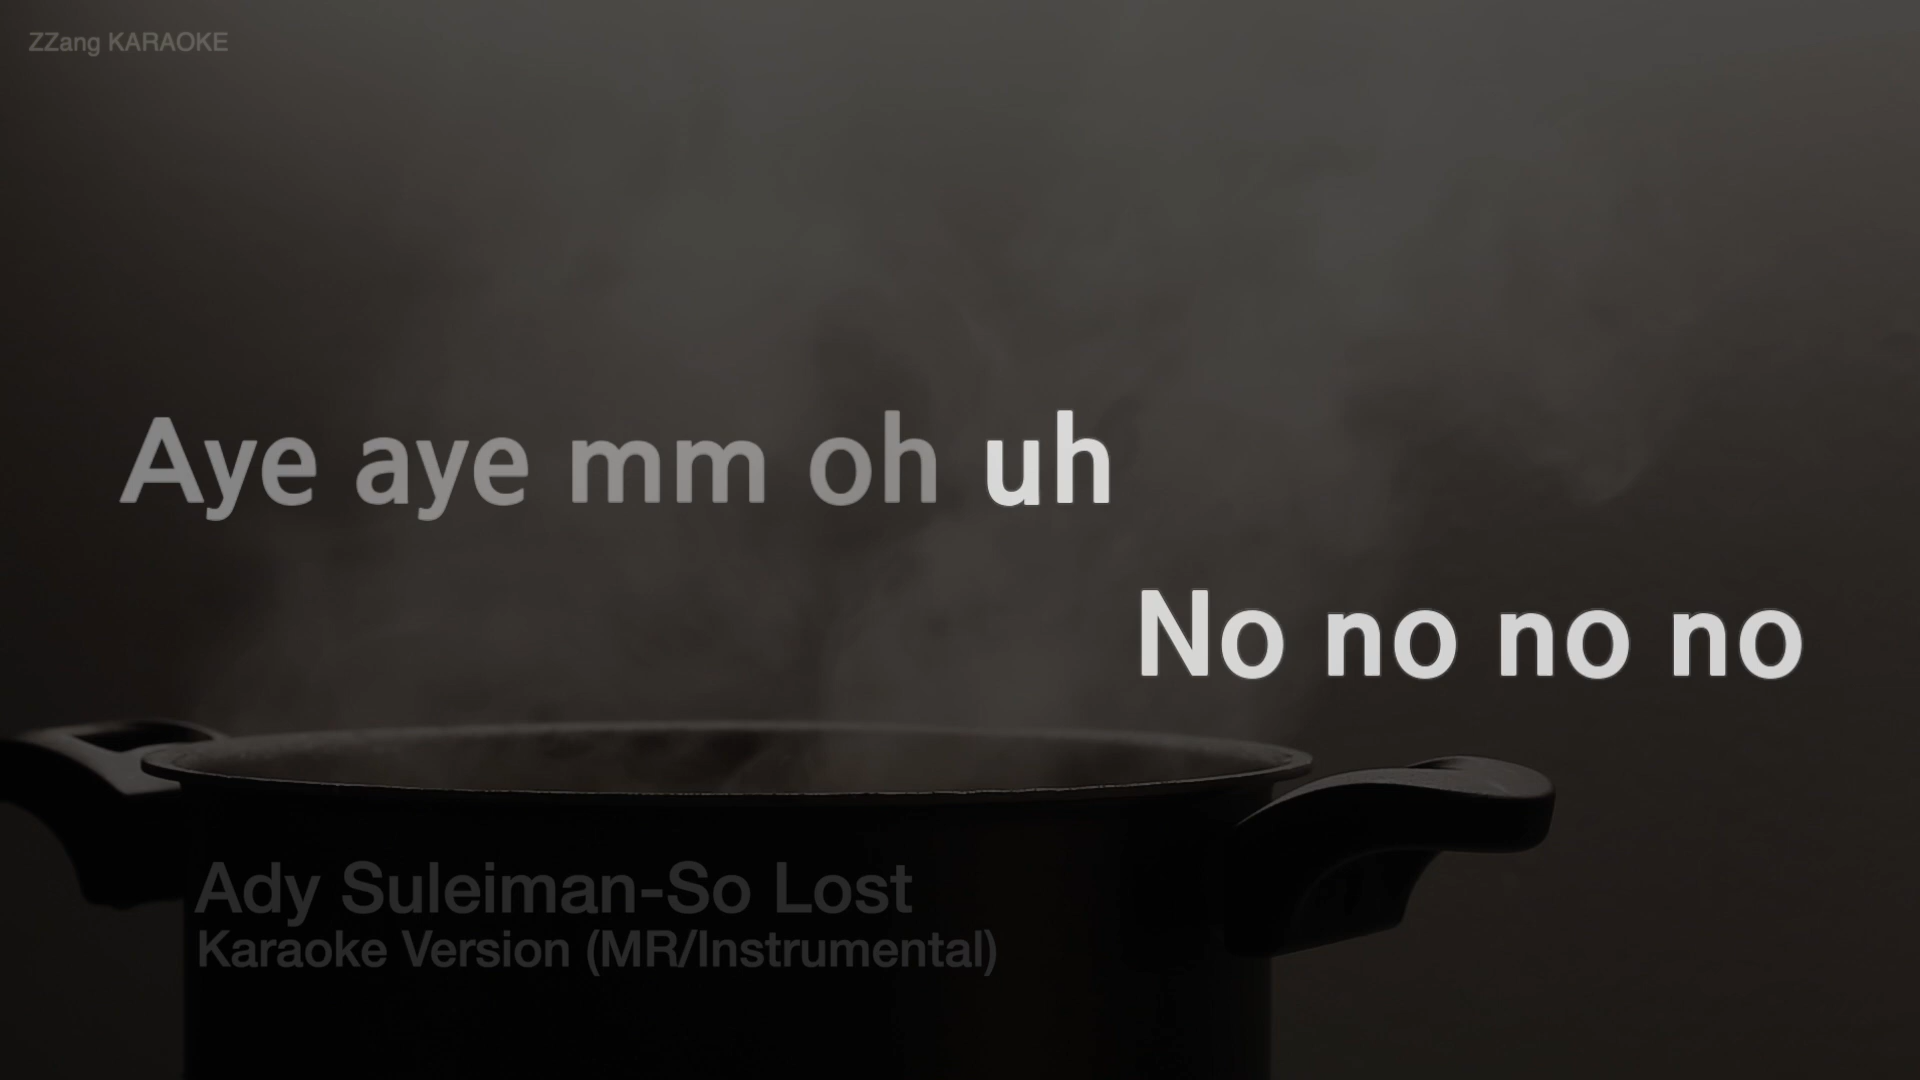 ZZang KARAOKE
Aye aye mm oh uh
No no no no
Ady Suleiman-So Lost
Karaoke Version (MR/Instrumental)